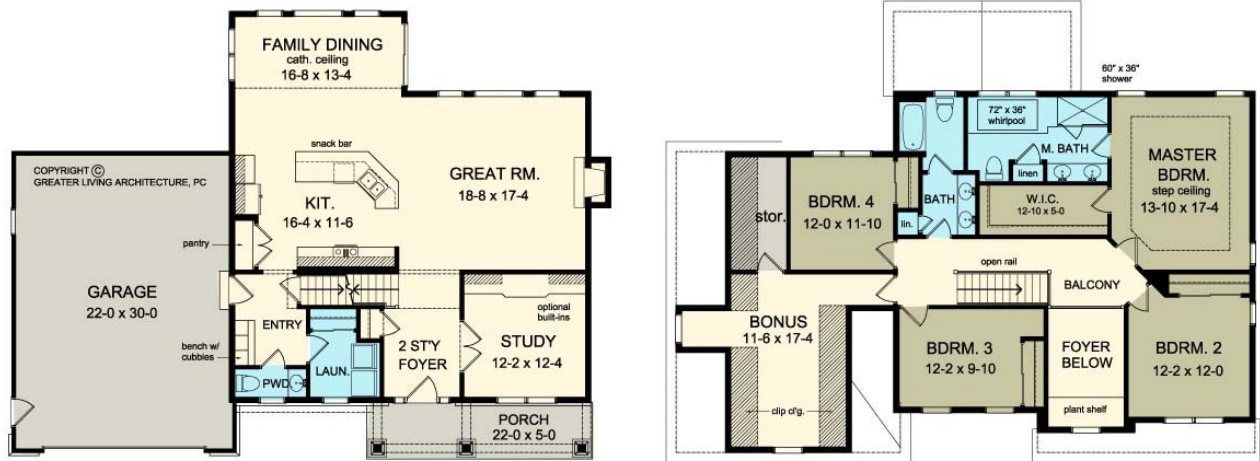 FAMILY DINING
cath. ceiling
16-8 x 13-4
snack bar
GREAT RM.
18-8 x 17-4
KIT.
16-4 x 11-6
pantry
COPYRIGHT ©
GREATER LIVING ARCHITECTURE, PC
GARAGE
22-0 x 30-0
ENTRY
bench w/
cubbies
PWD.
LAUN.
2 ST'Y
FOYER
optional
built-ins
STUDY
12-2 x 12-4
PORCH
22-0 x 5-0
60" x 36"
shower
72" x 36"
whirlpool
M. BATH
linen
MASTER
BDRM.
step ceiling
13-10 x 17-4
W.I.C.
12-10 x 5-0
BATH
lin.
BDRM. 4
12-0 x 11-10
stor.
open rail
BALCONY
BONUS
11-6 x 17-4
clip cl'g.
BDRM. 3
12-2 x 9-10
FOYER
BELOW
plant shelf
BDRM. 2
12-2 x 12-0